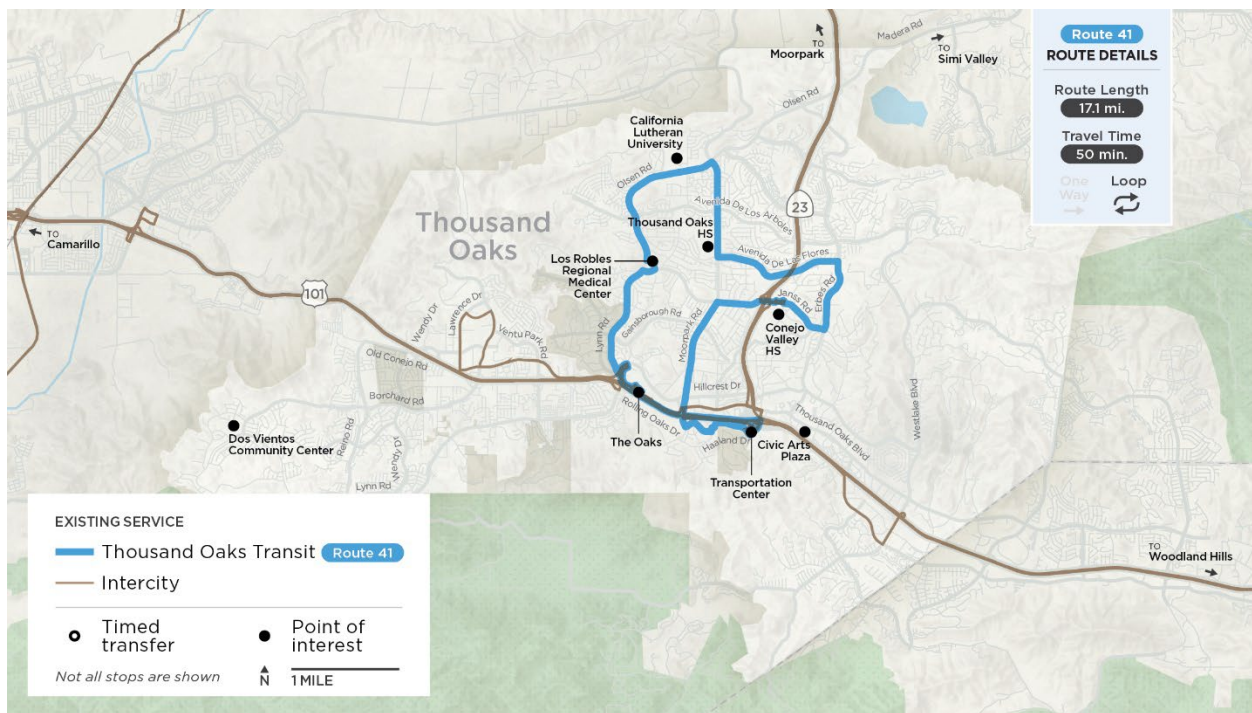 Route 41
ROUTE DETAILS
Route Length
17.1 mi.
Travel Time
50 min.
One
Way
Loop
TO
Moorpark
Madera Rd
TO
Simi Valley
Olsen Rd
California
Lutheran
University
Olsen Rd
Avenida De Los Arboles
23
Thousand
Oaks
Thousand Oaks
HS
TO
Camarillo
Los Robles
Regional
Medical
Center
Avenida De Las Flores
101
Janss Rd
Erbes Rd
Wendy Dr
Lawrence Dr
Ventu Park Rd
Lynn Rd
Gainsborough Rd
Moorpark Rd
Conejo
Valley
HS
Old Conejo Rd
Borchard Rd
Hillcrest Dr
Rolling Oaks Dr
Westlake Blvd
Thousand Oaks Blvd
Dos Vientos
Community Center
Reino Rd
Wendy Dr
The Oaks
Haaland Dr
Civic Arts
Plaza
Lynn Rd
Transportation
Center
TO
Woodland Hills
EXISTING SERVICE
Thousand Oaks Transit Route 41
Intercity
Timed
transfer
Point of
interest
Not all stops are shown
N
1 MILE